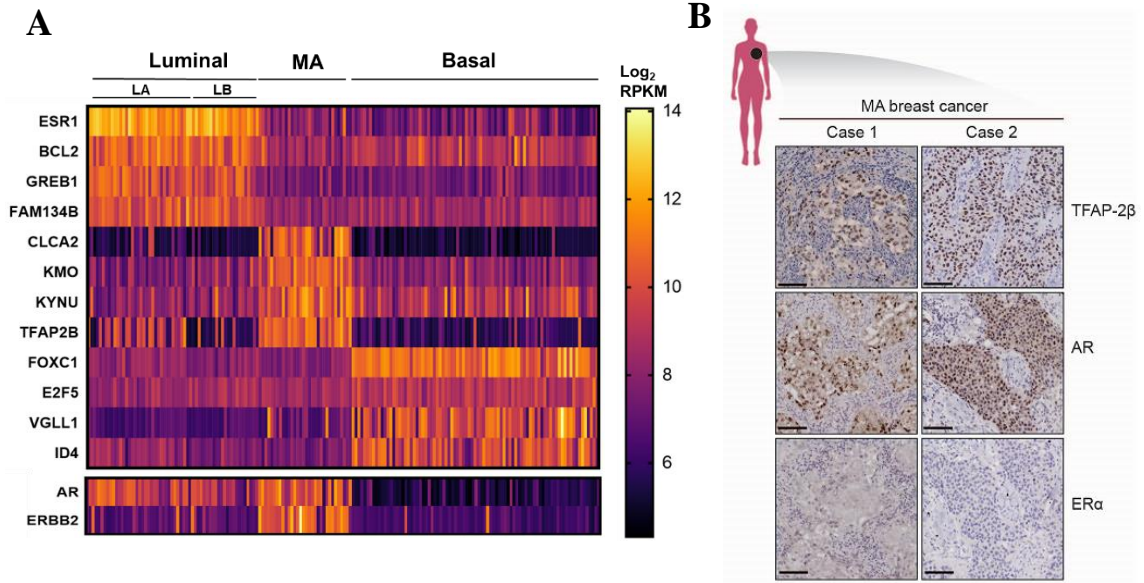 A
Luminal
MA
Basal
LA
LB
Log2
RPKM
ESR1
BCL2
GREB1
FAM134B
CLCA2
KMO
KYNU
TFAP2B
FOXC1
E2F5
VGLL1
ID4
AR
ERBB2
14
12
10
8
6
B
MA breast cancer
Case 1
Case 2
TFAP-2β
AR
ERα